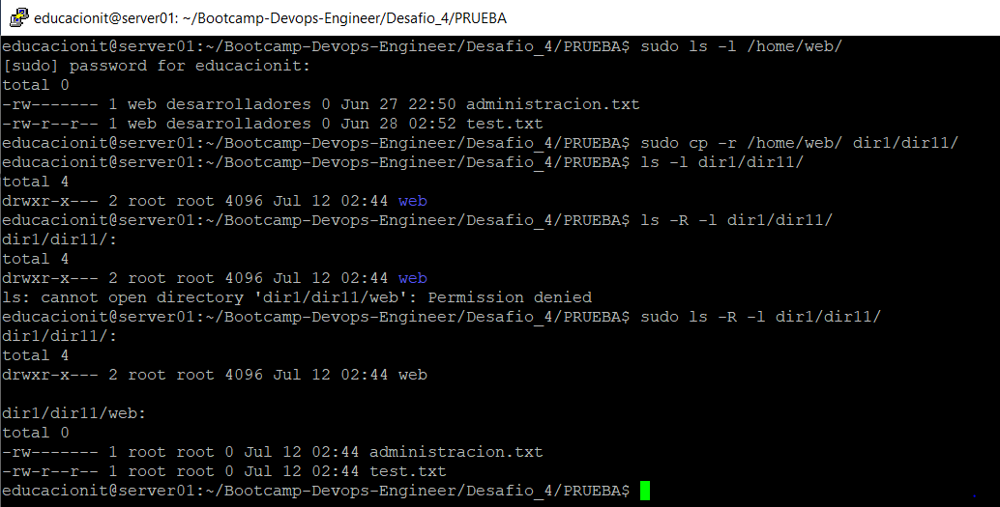 educacionit@server01: ~/Bootcamp-Devops-Engineer/Desafio_4/PRUEBA
educacionit@server01:~/Bootcamp-Devops-Engineer/Desafio_4/PRUEBA$ sudo ls -l /home/web/
[sudo] password for educacionit:
total 0
-rw------- 1 web desarrolladores 0 Jun 27 22:50 administracion.txt
-rw-r--r-- 1 web desarrolladores 0 Jun 28 02:52 test.txt
educacionit@server01:~/Bootcamp-Devops-Engineer/Desafio_4/PRUEBA$ sudo cp -r /home/web/ dir1/dir11/
educacionit@server01:~/Bootcamp-Devops-Engineer/Desafio_4/PRUEBA$ ls -l dir1/dir11/
total 4
drwxr-x--- 2 root root 4096 Jul 12 02:44 web
educacionit@server01:~/Bootcamp-Devops-Engineer/Desafio_4/PRUEBA$ ls -R -l dir1/dir11/
dir1/dir11/:
total 4
drwxr-x--- 2 root root 4096 Jul 12 02:44 web
ls: cannot open directory 'dir1/dir11/web': Permission denied
educacionit@server01:~/Bootcamp-Devops-Engineer/Desafio_4/PRUEBA$ sudo ls -R -l dir1/dir11/
dir1/dir11/:
total 4
drwxr-x--- 2 root root 4096 Jul 12 02:44 web
dir1/dir11/web:
total 0
-rw------- 1 root root 0 Jul 12 02:44 administracion.txt
-rw-r--r-- 1 root root 0 Jul 12 02:44 test.txt
educacionit@server01:~/Bootcamp-Devops-Engineer/Desafio_4/PRUEBA$